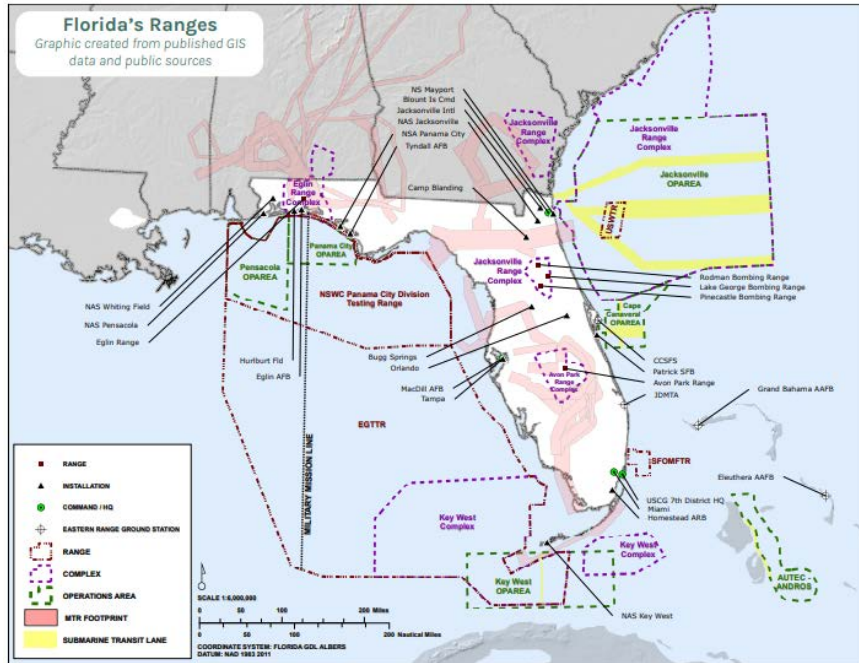 Florida's Ranges
Graphic created from published GIS
data and public sources
NS Mayport
Blount Is Cmd
Jacksonville Intl
NAS Jacksonville
NSA Panama City
Tyndall AFB
Camp Blanding
Jacksonville
Range
Complex
Jacksonville
Range
Complex
Jacksonville
OPAREA
USWTR
Eglin
Range
Complex
Pensacola
OPAREA
Panama City
OPAREA
NSWC Panama City Division
Testing Range
Jacksonville
Range
Complex
Rodman Bombing Range
Lake George Bombing Range
Pinecastle Bombing Range
Cape
Canaveral
OPAREA
NAS Whiting Field
NAS Pensacola
Eglin Range
Hurlburt Fld
Eglin AFB
Bugg Springs
Orlando
MacDill AFB
Tampa
CCSFS
Patrick SFB
Avon Park Range
JDMTA
Avon Park
Range
Complex
Grand Bahama AAFB
EGTTR
MILITARY MISSION LINE
SFOMFTR
Eleuthera AAFB
USCG 7th District HQ
Miami
Homestead ARB
Key West
Complex
Key West
Complex
Key West
OPAREA
AUTEC -
ANDROS
NAS Key West
RANGE
INSTALLATION
COMMAND / HQ
EASTERN RANGE GROUND STATION
RANGE
COMPLEX
OPERATIONS AREA
MTR FOOTPRINT
SUBMARINE TRANSIT LANE
SCALE 1:6,000,000
0 50 100 200 Miles
0 50 100 200 Nautical Miles
COORDINATE SYSTEM: FLORIDA GDL ALBERS
DATUM: NAD 1983 2011